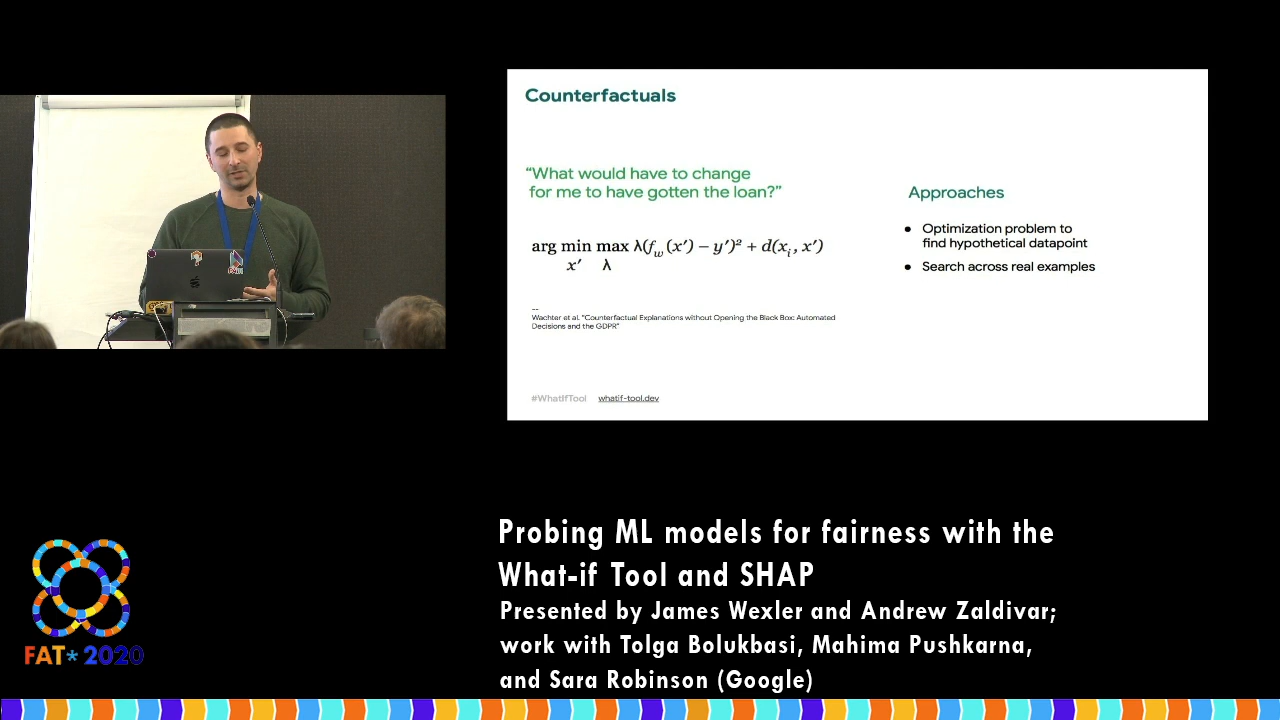 Counterfactuals
“What would have to change
for me to have gotten the loan?”
arg min max λ(f_w(x′) − y′)² + d(x_i, x′)
x′ λ
--
Wachter et al. "Counterfactual Explanations without Opening the Black Box: Automated
Decisions and the GDPR"
Approaches
• Optimization problem to
find hypothetical datapoint
• Search across real examples
#WhatIfTool whatif-tool.dev
Probing ML models for fairness with the
What-if Tool and SHAP
Presented by James Wexler and Andrew Zaldivar;
work with Tolga Bolukbasi, Mahima Pushkarna,
and Sara Robinson (Google)
FAT* 2020